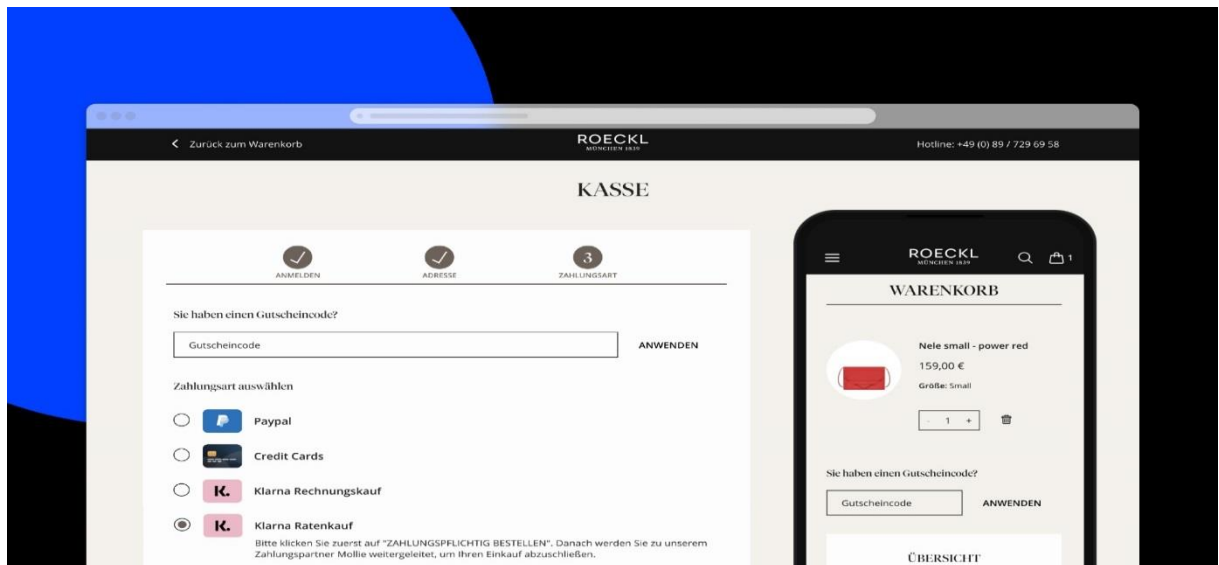 Zurück zum Warenkorb
ROECKL
MÜNCHEN 1839
Hotline: +49 (0) 89 / 729 69 58
KASSE
ANMELDEN
ADRESSE
3
ZAHLUNGSART
Sie haben einen Gutscheincode?
Gutscheincode
ANWENDEN
Zahlungsart auswählen
Paypal
Credit Cards
K.
Klarna Rechnungskauf
K.
Klarna Ratenkauf
Bitte klicken Sie zuerst auf "ZAHLUNGSPFLICHTIG BESTELLEN". Danach werden Sie zu unserem
Zahlungspartner Mollie weitergeleitet, um Ihren Einkauf abzuschließen.
ROECKL
MÜNCHEN 1839
1
WARENKORB
Nele small - power red
159,00 €
Größe: Small
- 1 +
Sie haben einen Gutscheincode?
Gutscheincode
ANWENDEN
ÜBERSICHT